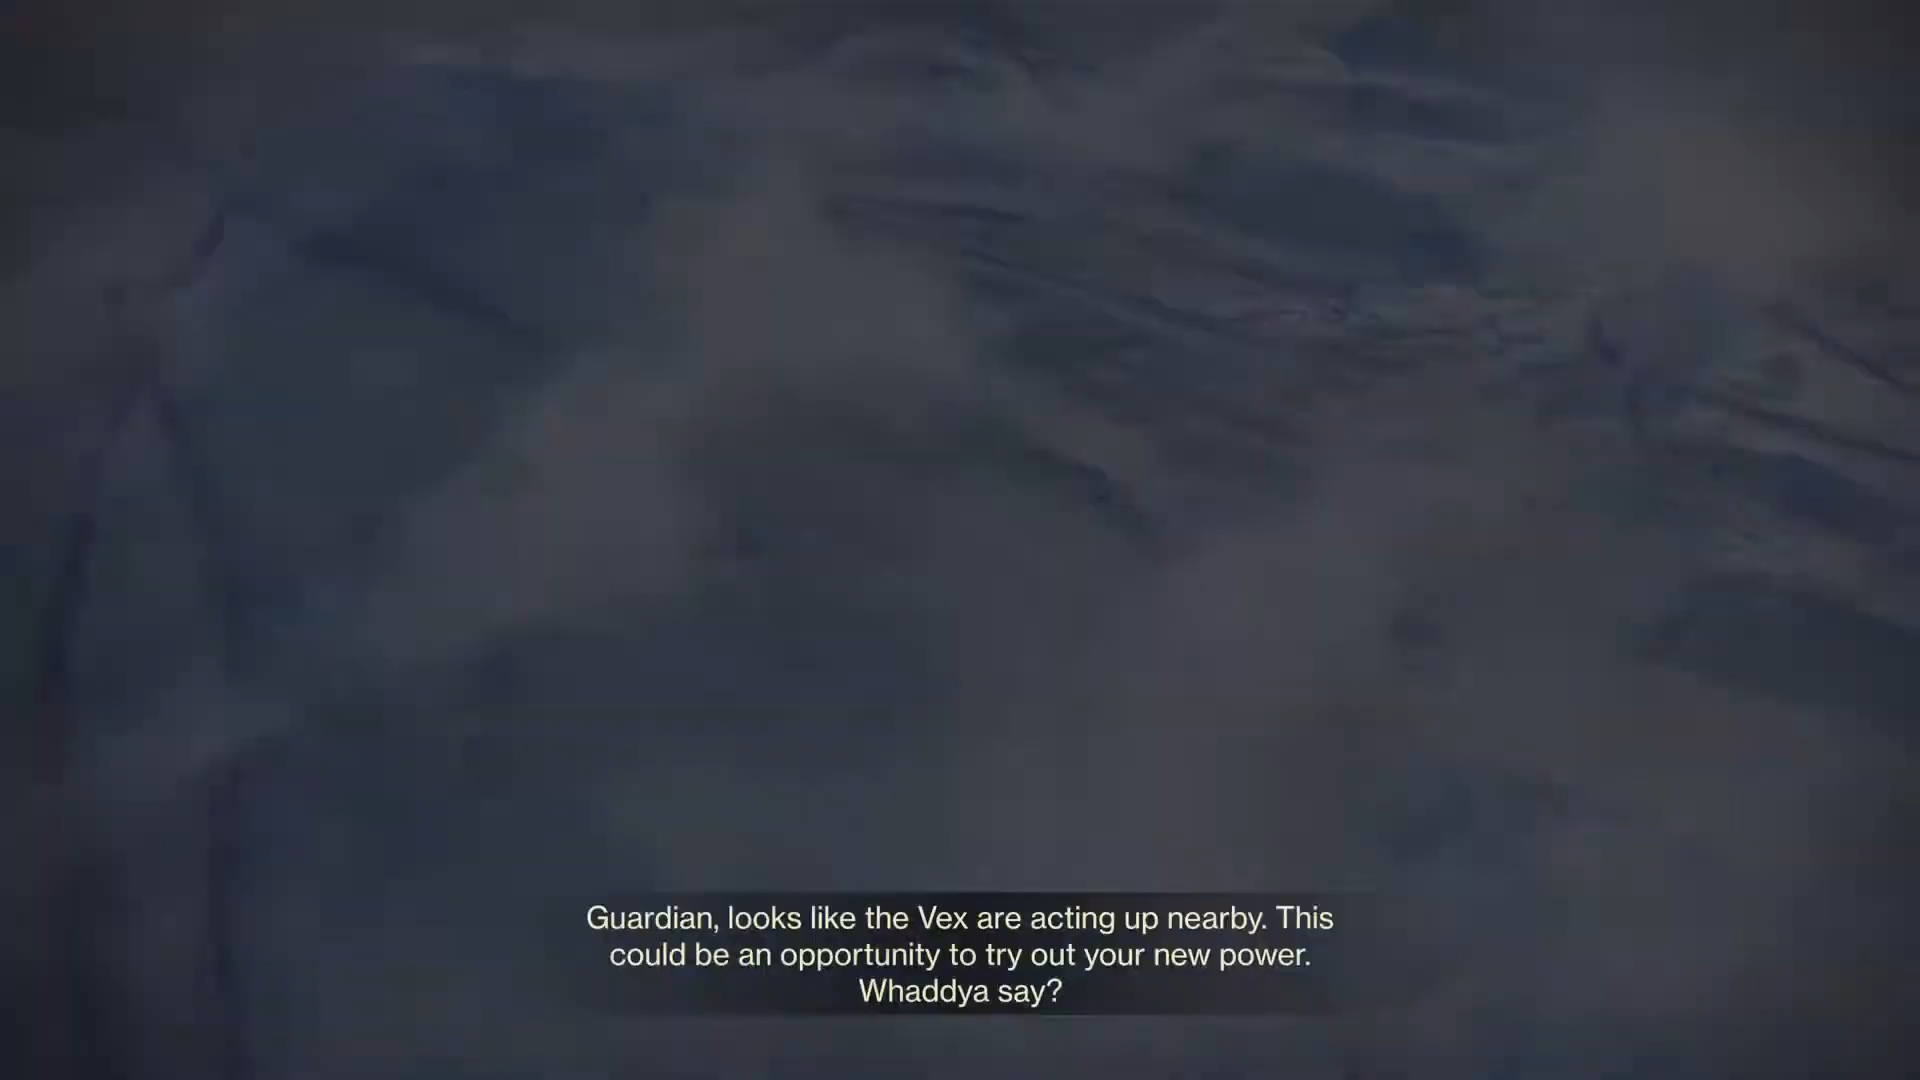 Guardian, looks like the Vex are acting up nearby. This
could be an opportunity to try out your new power.
Whaddya say?